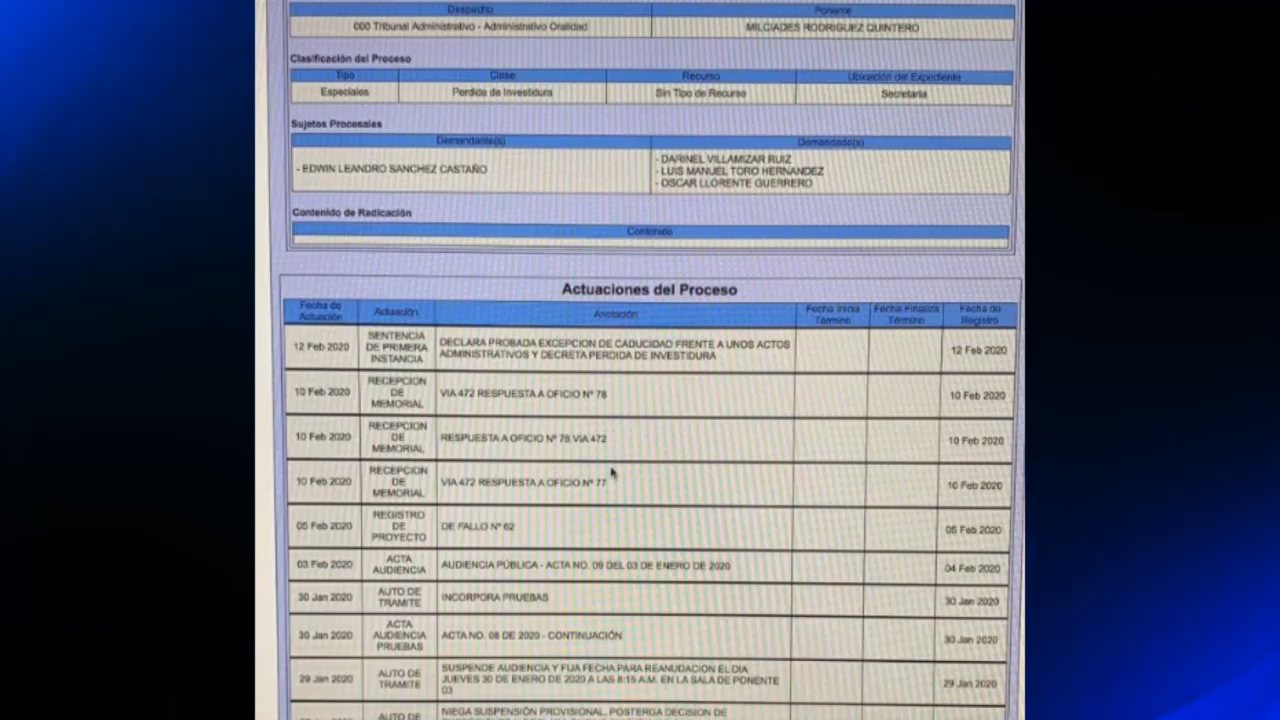 Despacho Ponente
000 Tribunal Administrativo - Administrativo Oralidad MILCIADES RODRIGUEZ QUINTERO
Clasificación del Proceso
Tipo Clase Recurso Ubicación del Expediente
Especiales Perdida de Investidura Sin Tipo de Recurso Secretaria
Sujetos Procesales
Demandante(s) Demandado(s)
- EDWIN LEANDRO SANCHEZ CASTAÑO
- DARINEL VILLAMIZAR RUIZ
- LUIS MANUEL TORO HERNANDEZ
- OSCAR LLORENTE GUERRERO
Contenido de Radicación
Contenido
Actuaciones del Proceso
Fecha de Actuación Actuación Anotación Fecha Inicia Término Fecha Finaliza Término Fecha de Registro
12 Feb 2020 SENTENCIA DE PRIMERA INSTANCIA DECLARA PROBADA EXCEPCION DE CADUCIDAD FRENTE A UNOS ACTOS ADMINISTRATIVOS Y DECRETA PERDIDA DE INVESTIDURA 12 Feb 2020
10 Feb 2020 RECEPCION DE MEMORIAL VIA 472 RESPUESTA A OFICIO Nº 78 10 Feb 2020
10 Feb 2020 RECEPCION DE MEMORIAL RESPUESTA A OFICIO Nº 78 VIA 472 10 Feb 2020
10 Feb 2020 RECEPCION DE MEMORIAL VIA 472 RESPUESTA A OFICIO Nº 77 10 Feb 2020
05 Feb 2020 REGISTRO DE PROYECTO DE FALLO Nº 62 05 Feb 2020
03 Feb 2020 ACTA AUDIENCIA AUDIENCIA PÚBLICA - ACTA NO. 09 DEL 03 DE ENERO DE 2020 04 Feb 2020
30 Jan 2020 AUTO DE TRAMITE INCORPORA PRUEBAS 30 Jan 2020
30 Jan 2020 ACTA AUDIENCIA PRUEBAS ACTA NO. 08 DE 2020 - CONTINUACIÓN 30 Jan 2020
29 Jan 2020 AUTO DE TRAMITE SUSPENDE AUDIENCIA Y FIJA FECHA PARA REANUDACION EL DIA JUEVES 30 DE ENERO DE 2020 A LAS 8:15 A.M. EN LA SALA DE PONENTE 03 29 Jan 2020
AUTO DE NIEGA SUSPENSIÓN PROVISIONAL, POSTERGA DECISION DE